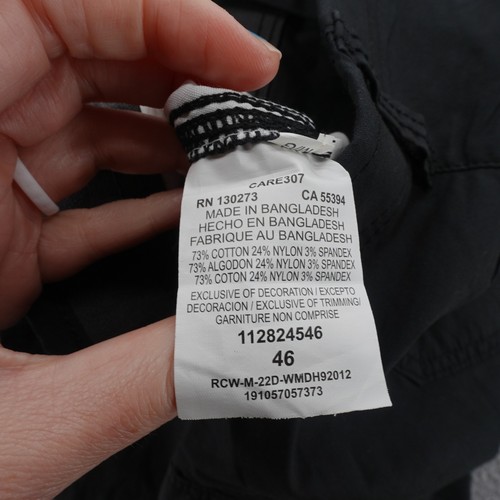 CARE307
RN 130273 CA 55394
MADE IN BANGLADESH
HECHO EN BANGLADESH
FABRIQUE AU BANGLADESH
73% COTTON 24% NYLON 3% SPANDEX
73% ALGODON 24% NYLON 3% SPANDEX
73% COTON 24% NYLON 3% SPANDEX
EXCLUSIVE OF DECORATION / EXCEPTO
DECORACION / EXCLUSIVE OF TRIMMING/
GARNITURE NON COMPRISE
112824546
46
RCW-M-22D-WMDH92012
191057057373